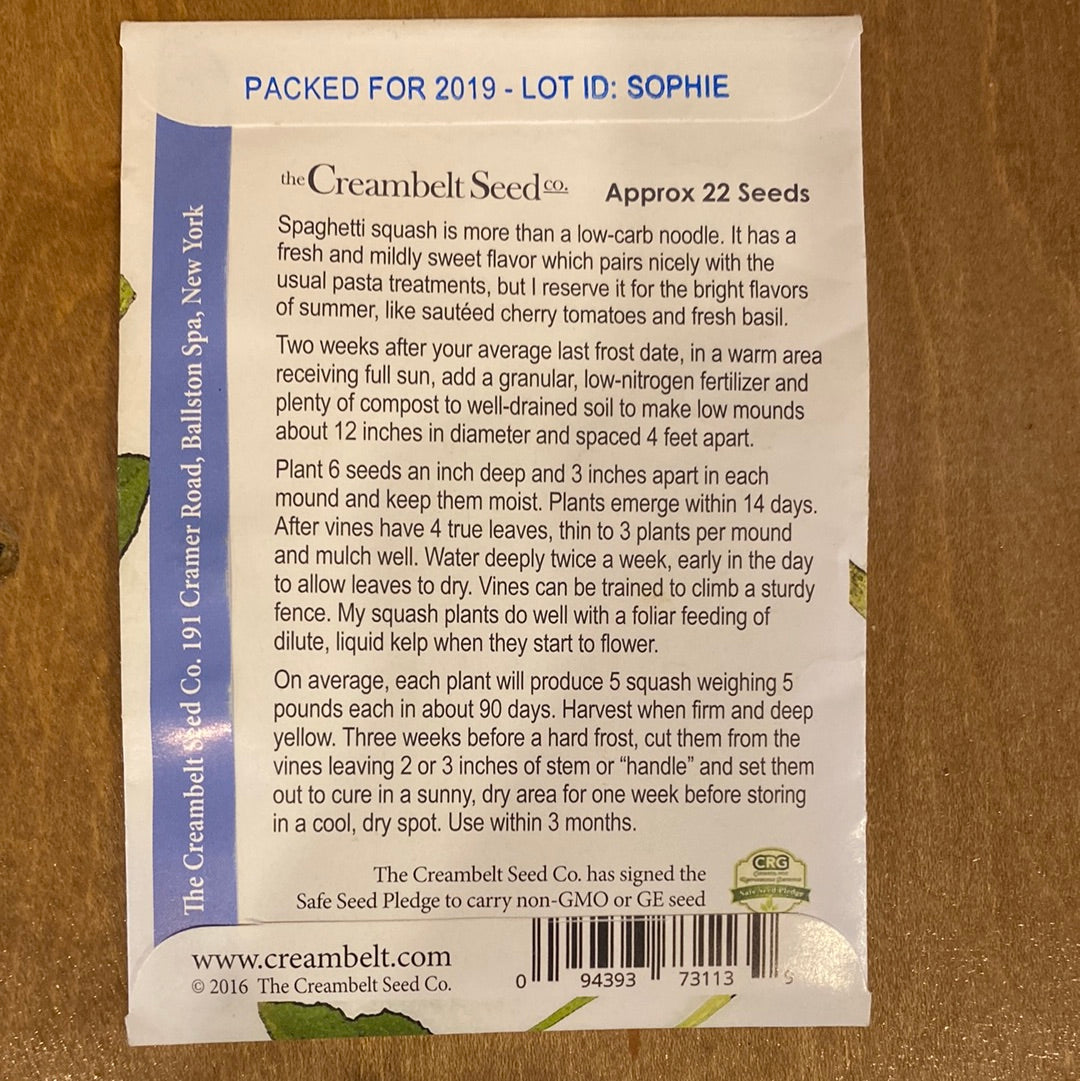 PACKED FOR 2019 - LOT ID: SOPHIE
the Creambelt Seed co.
Approx 22 Seeds
Spaghetti squash is more than a low-carb noodle. It has a
fresh and mildly sweet flavor which pairs nicely with the
usual pasta treatments, but I reserve it for the bright flavors
of summer, like sautéed cherry tomatoes and fresh basil.
Two weeks after your average last frost date, in a warm area
receiving full sun, add a granular, low-nitrogen fertilizer and
plenty of compost to well-drained soil to make low mounds
about 12 inches in diameter and spaced 4 feet apart.
Plant 6 seeds an inch deep and 3 inches apart in each
mound and keep them moist. Plants emerge within 14 days.
After vines have 4 true leaves, thin to 3 plants per mound
and mulch well. Water deeply twice a week, early in the day
to allow leaves to dry. Vines can be trained to climb a sturdy
fence. My squash plants do well with a foliar feeding of
dilute, liquid kelp when they start to flower.
On average, each plant will produce 5 squash weighing 5
pounds each in about 90 days. Harvest when firm and deep
yellow. Three weeks before a hard frost, cut them from the
vines leaving 2 or 3 inches of stem or “handle” and set them
out to cure in a sunny, dry area for one week before storing
in a cool, dry spot. Use within 3 months.
The Creambelt Seed Co. has signed the
Safe Seed Pledge to carry non-GMO or GE seed
CRG
Safe Seed Pledge
www.creambelt.com
© 2016 The Creambelt Seed Co.
0 94393 73113
The Creambelt Seed Co. 191 Cramer Road, Ballston Spa, New York